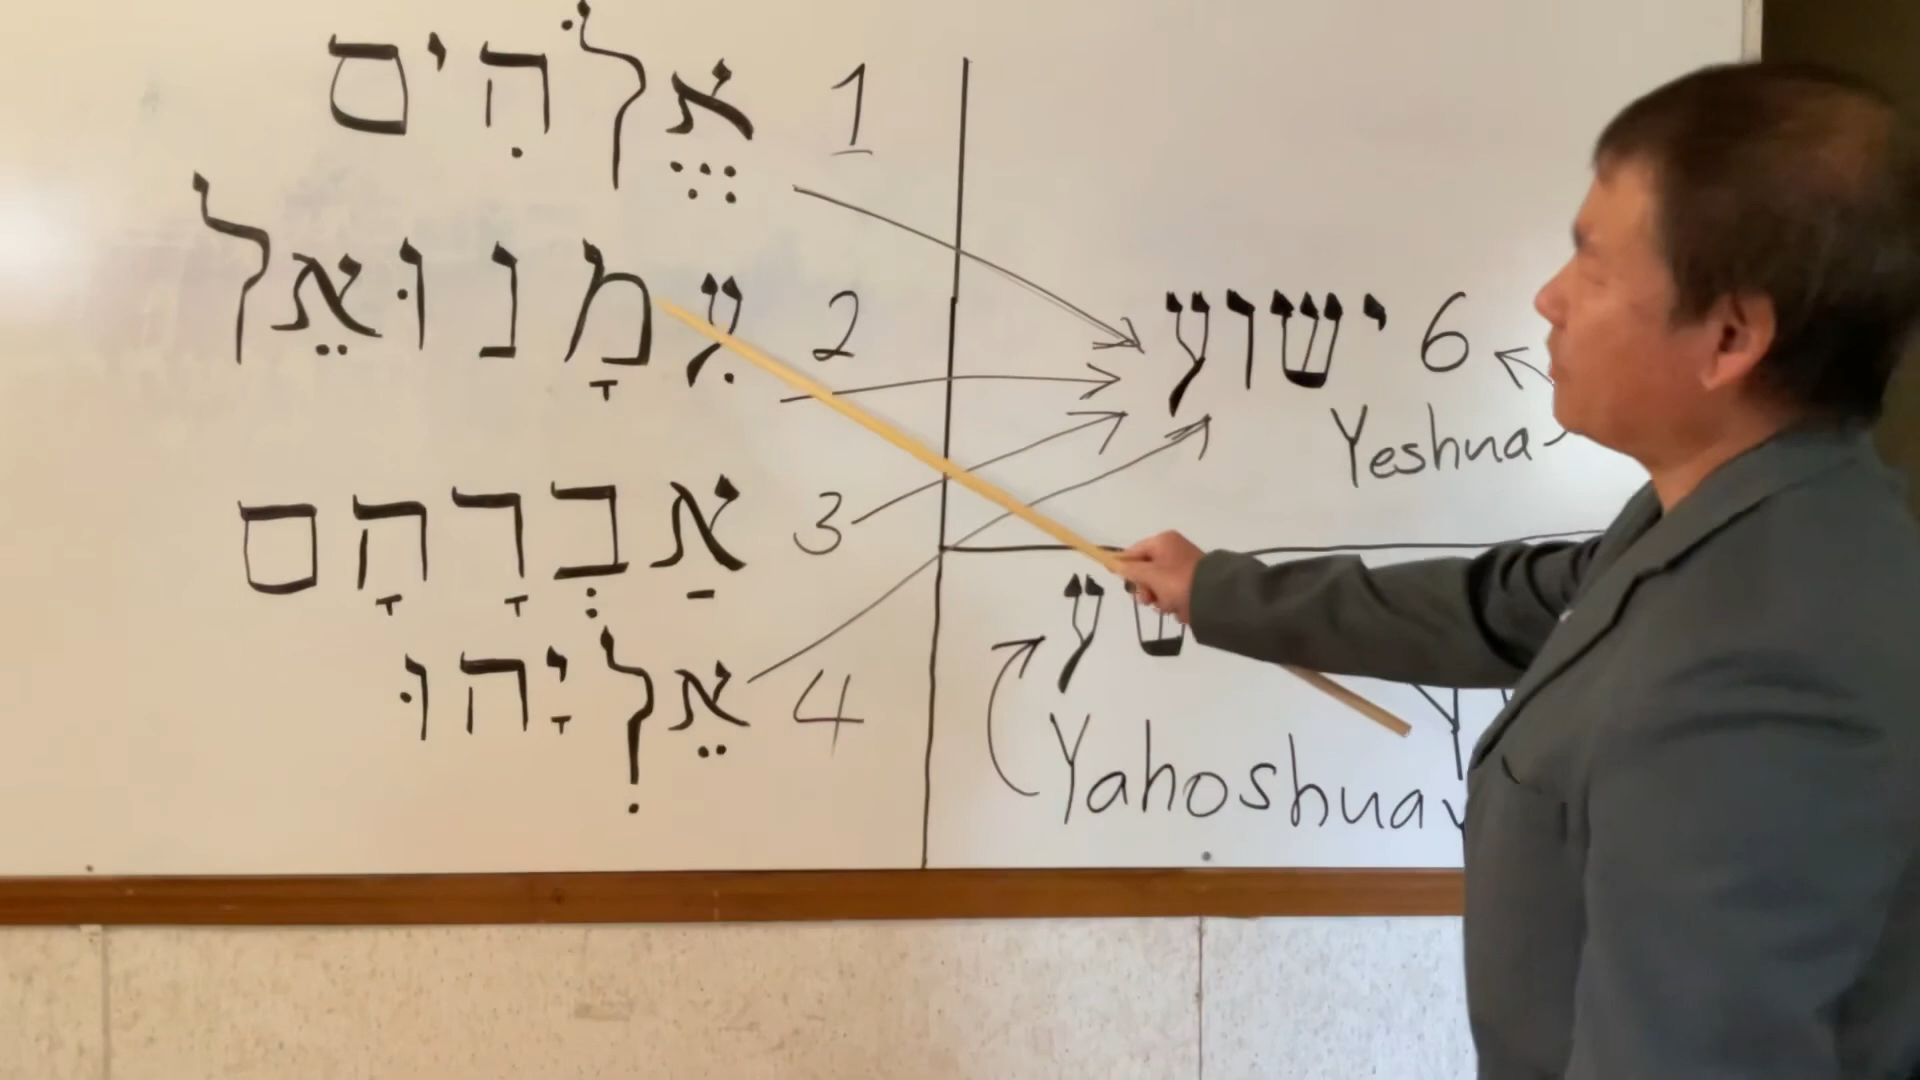 1 אֱלֹהִים
2 עִמָנוּאֵל
3 אַבְרָהָם
4 אֵלִיָהוּ
6 ישוע
Yeshua
Yahoshua